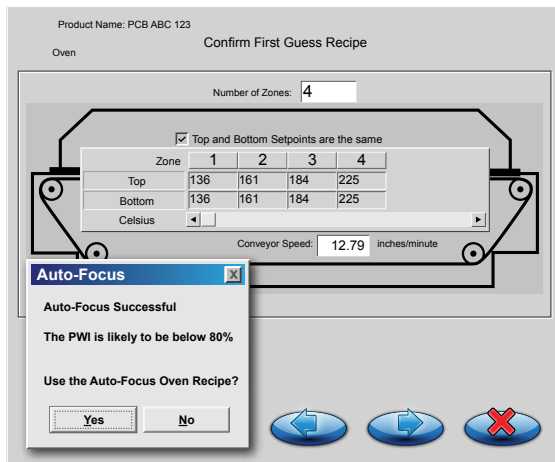 Product Name: PCB ABC 123
Confirm First Guess Recipe
Oven
Number of Zones: 4
Top and Bottom Setpoints are the same
Zone 1 2 3 4
Top 136 161 184 225
Bottom 136 161 184 225
Celsius
Conveyor Speed: 12.79 inches/minute
Auto-Focus X
Auto-Focus Successful
The PWI is likely to be below 80%
Use the Auto-Focus Oven Recipe?
Yes No